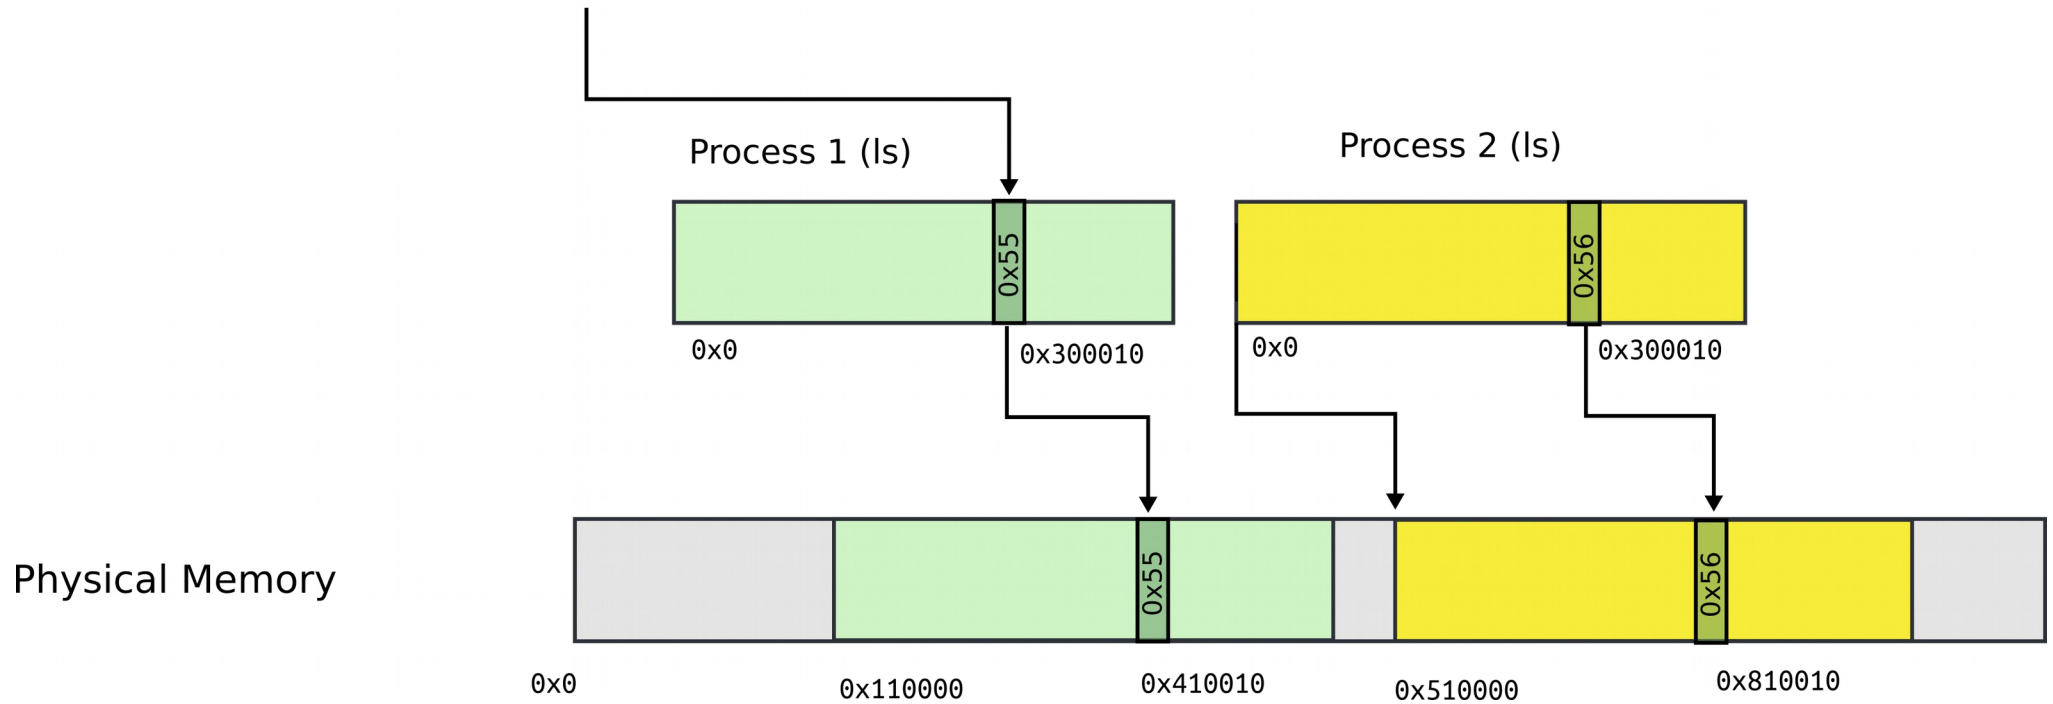 Process 1 (ls)
Process 2 (ls)
0x55
0x56
0x0
0x300010
0x0
0x300010
Physical Memory
0x55
0x56
0x0
0x110000
0x410010
0x510000
0x810010